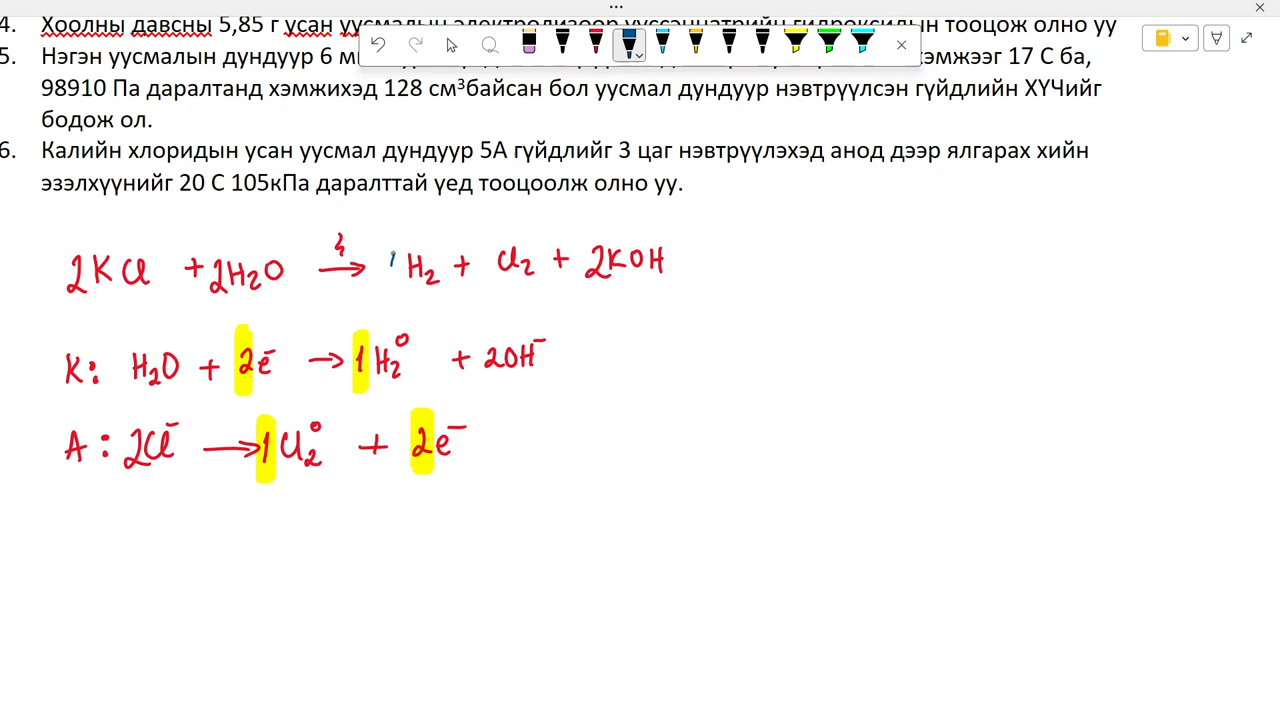 4. Хоолны давсны 5,85 г усан уусмалын электролизоор үүссэн натрийн гидроксидын тооцож олно уу
5. Нэгэн уусмалын дундуур 6 хэмжээг 17 С ба,
98910 Па даралтанд хэмжихэд 128 см³байсан бол уусмал дундуур нэвтрүүлсэн гүйдлийн ХҮЧийг
бодож ол.
6. Калийн хлоридын усан уусмал дундуур 5А гүйдлийг 3 цаг нэвтрүүлэхэд анод дээр ялгарах хийн
эзэлхүүнийг 20 С 105кПа даралттай үед тооцоолж олно уу.
2KCl + 2H₂O → H₂ + Cl₂ + 2KOH
K: H₂O + 2e⁻ → 1H₂⁰ + 2OH⁻
A: 2Cl⁻ → 1Cl₂⁰ + 2e⁻